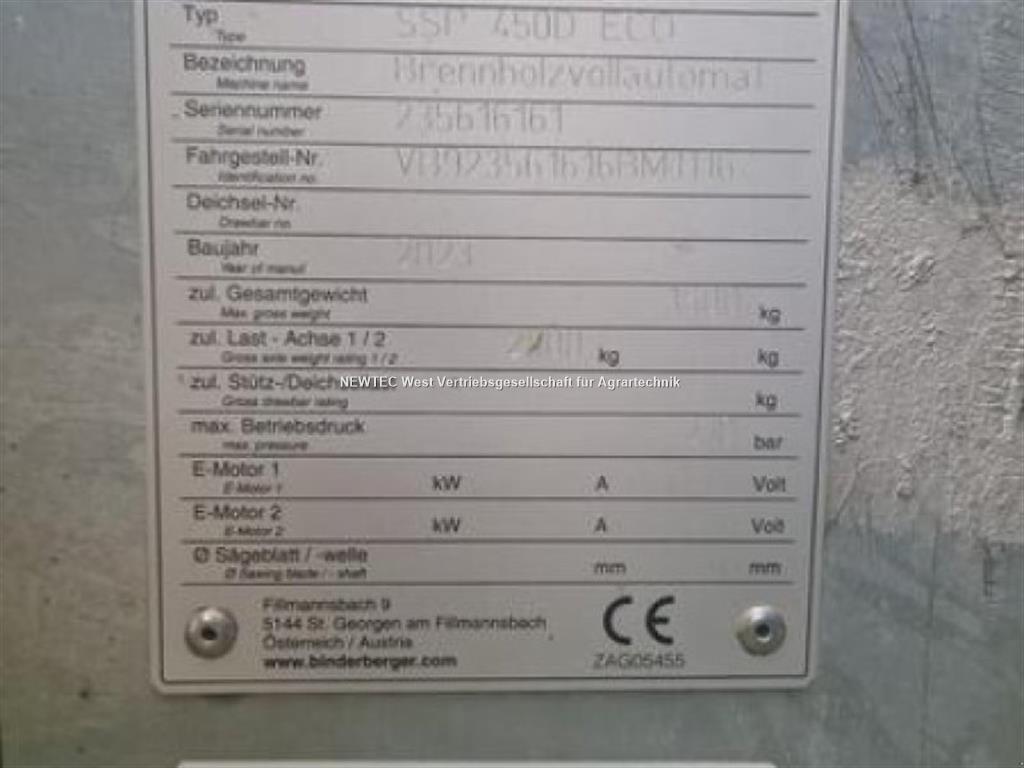 Typ SSP 450D ECO
Type
Bezeichnung Brennholzvollautomat
Machine name
Seriennummer 235616161
Serial number
Fahrgestell-Nr.
Identification no.
Deichsel-Nr.
Drawbar no.
Baujahr 2023
Year of manuf.
zul. Gesamtgewicht
Max. gross weight kg
zul. Last - Achse 1 / 2
Gross axle weight rating 1 / 2 kg kg
zul. Stütz-/Deich
NEWTEC West Vertriebsgesellschaft für Agrartechnik
Gross drawbar rating kg
max. Betriebsdruck
max. pressure bar
E-Motor 1 kW A Volt
E-Motor 1
E-Motor 2 kW A Volt
E-Motor 2
Ø Sägeblatt / -welle mm mm
Ø Sawing blade / - shaft
Fillmannsbach 9
5144 St. Georgen am Fillmannsbach
Österreich / Austria
www.binderberger.com
CE
ZAG05455